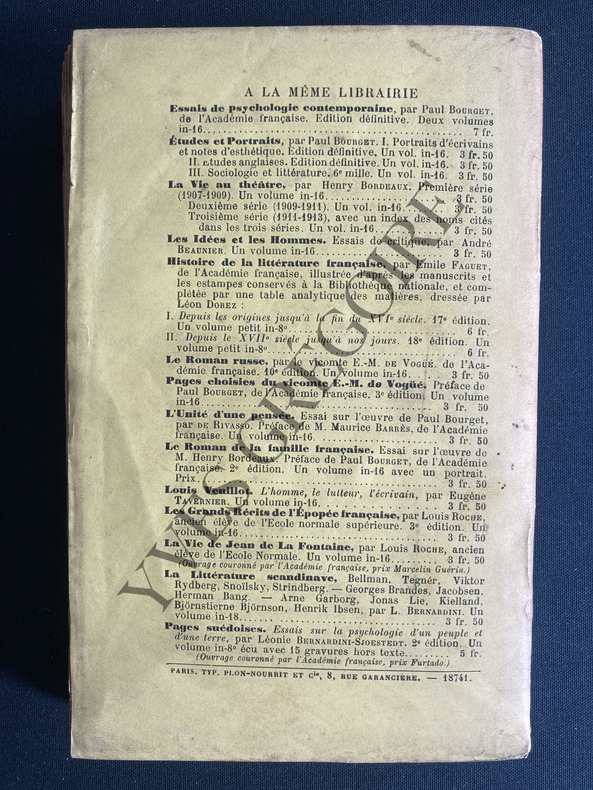 A LA MÊME LIBRAIRIE
Essais de psychologie contemporaine, par Paul BOURGET,
de l'Académie française. Edition définitive. Deux volumes
in-16. 7 fr.
Études et Portraits, par Paul BOURGET. I. Portraits d'écrivains
et notes d'esthétique. Edition définitive. Un vol. in-16. 3 fr. 50
II. Etudes anglaises. Edition définitive. Un vol. in-16. 3 fr. 50
III. Sociologie et littérature. 6e mille. Un vol. in-16. 3 fr. 50
La Vie au théâtre, par Henry BORDEAUX. Première série
(1907-1909). Un volume in-16. 3 fr. 50
Deuxième série (1909-1911). Un vol. in-16. 3 fr. 50
Troisième série (1911-1913), avec un index des noms cités
dans les trois séries. Un vol. in-16. 3 fr. 50
Les Idées et les Hommes. Essais de critique, par André
BEAUNIER. Un volume in-16. 3 fr. 50
Histoire de la littérature française, par Emile FAGUET,
de l'Académie française, illustrée d'après les manuscrits et
les estampes conservés à la Bibliothèque nationale, et com-
plétée par une table analytique des matières, dressée par
Léon DOREZ :
I. Depuis les origines jusqu'à la fin du XVIe siècle. 17e édition.
Un volume petit in-8o. 6 fr.
II. Depuis le XVIIe siècle jusqu'à nos jours. 18e édition. Un
volume petit in-8o. 6 fr.
Le Roman russe, par le vicomte E.-M. DE VOGÜÉ, de l'Aca-
démie française. 10e édition. Un volume in-16. 3 fr. 50
Pages choisies du vicomte E.-M. de Vogüé. Préface de
Paul BOURGET, de l'Académie française. 3e édition. Un volume
in-16. 3 fr. 50
L'Unité d'une pensée. Essai sur l'œuvre de Paul Bourget,
par DE RIVASSO. Préface de M. Maurice BARRÈS, de l'Académie
française. Un volume in-16. 3 fr. 50
Le Roman de la famille française. Essai sur l'œuvre de
M. Henry Bordeaux. Préface de Paul BOURGET, de l'Académie
française. 2e édition. Un volume in-16 avec un portrait.
Prix. 3 fr. 50
Louis Veuillot. L'homme, le lutteur, l'écrivain, par Eugène
TAVERNIER. Un volume in-16. 3 fr. 50
Les Grands Récits de l'Épopée française, par Louis ROCHE,
ancien élève de l'Ecole normale supérieure. 3e édition. Un
volume in-16. 3 fr. 50
La Vie de Jean de La Fontaine, par Louis ROCHE, ancien
élève de l'Ecole Normale. Un volume in-16. 3 fr. 50
(Ouvrage couronné par l'Académie française, prix Marcelin Guérin.)
La Littérature scandinave, Bellman, Tegnér, Viktor
Rydberg, Snoïlsky, Strindberg. — Georges Brandes, Jacobsen,
Herman Bang. — Arne Garborg, Jonas Lie, Kielland,
Björnstierne Björnson, Henrik Ibsen, par L. BERNARDINI. Un
volume in-18. 3 fr. 50
Pages suédoises. Essais sur la psychologie d'un peuple et
d'une terre, par Léonie BERNARDINI-SJOESTEDT. 2e édition. Un
volume in-8o écu avec 15 gravures hors texte. 5 fr.
(Ouvrage couronné par l'Académie française, prix Furtado.)
PARIS. TYP. PLON-NOURRIT ET Cie, 8, RUE GARANCIÈRE. — 18741.
YVES GREGOIRE